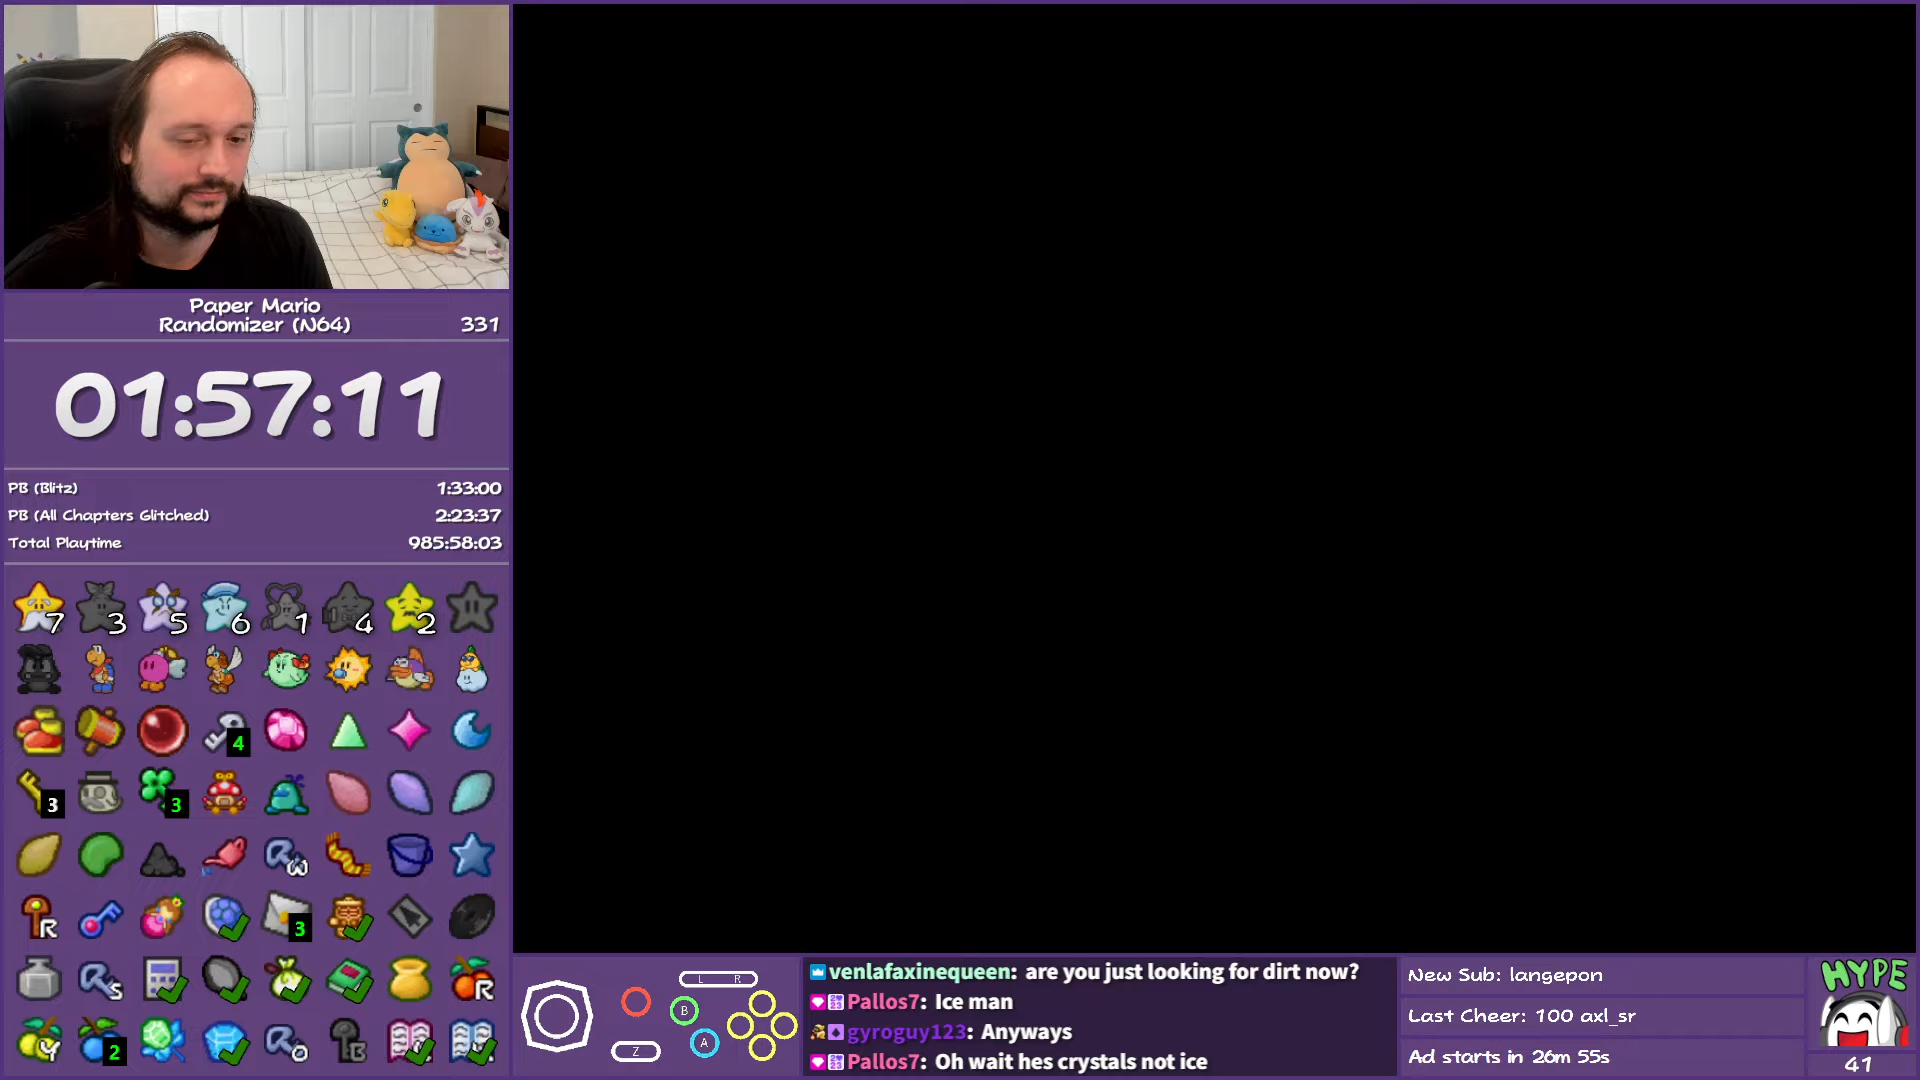 Paper Mario
Randomizer (N64)
331
01:57:11
PB (Blitz) 1:33:00
PB (All Chapters Glitched) 2:23:37
Total Playtime 985:58:03
7 3 5 6 1 4 2
4
3 3
W
R 3
S R
Y 2 O B
L R
B
Z A
venlafaxinequeen: are you just looking for dirt now?
Pallos7: Ice man
gyroguy123: Anyways
Pallos7: Oh wait hes crystals not ice
New Sub: langepon
Last Cheer: 100 axl_sr
Ad starts in 26m 55s
HYPE
41